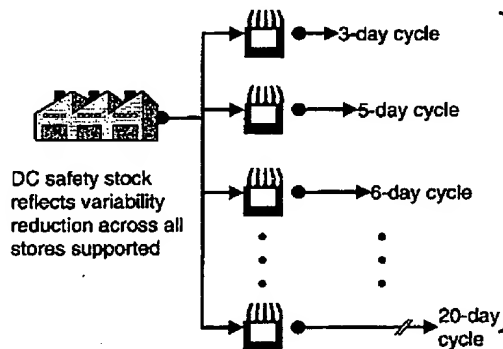 3-day cycle
5-day cycle
DC safety stock
reflects variability
reduction across all
stores supported
6-day cycle
20-day
cycle